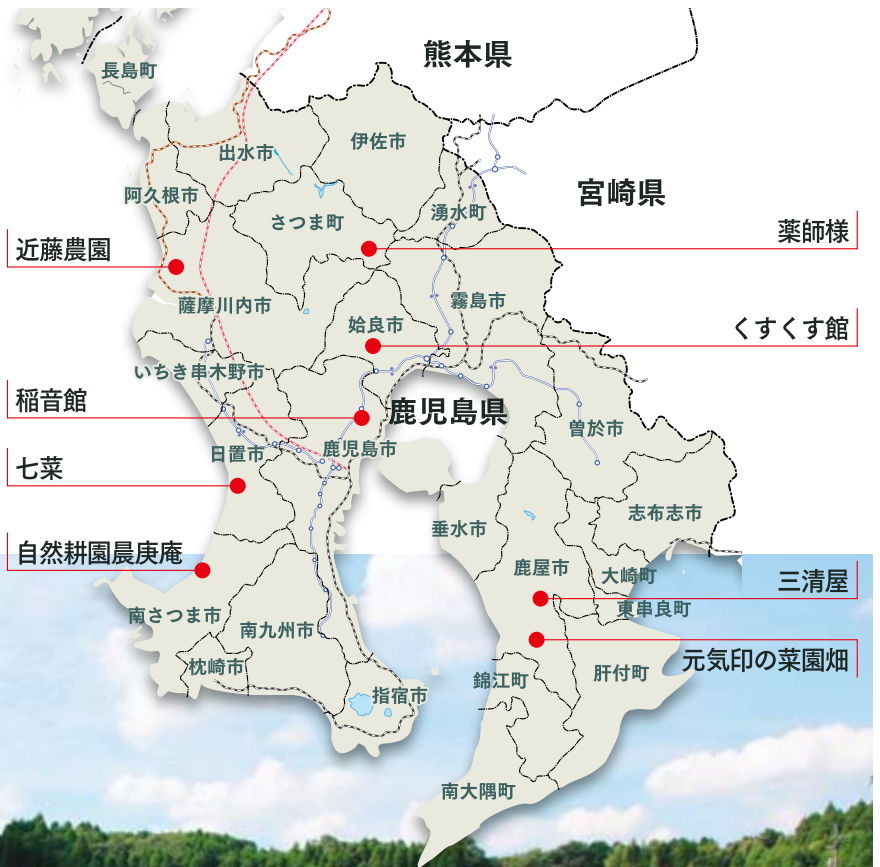 熊本県
長島町
伊佐市
出水市
宮崎県
阿久根市
湧水町
さつま町
薬師様
近藤農園
霧島市
薩摩川内市
姶良市
くすくす館
いちき串木野市
稲音館
鹿児島県
曽於市
鹿児島市
日置市
七菜
志布志市
垂水市
自然耕園晨庚庵
鹿屋市
大崎町
三清屋
東串良町
南さつま市
南九州市
元気印の菜園畑
枕崎市
錦江町
肝付町
指宿市
南大隅町